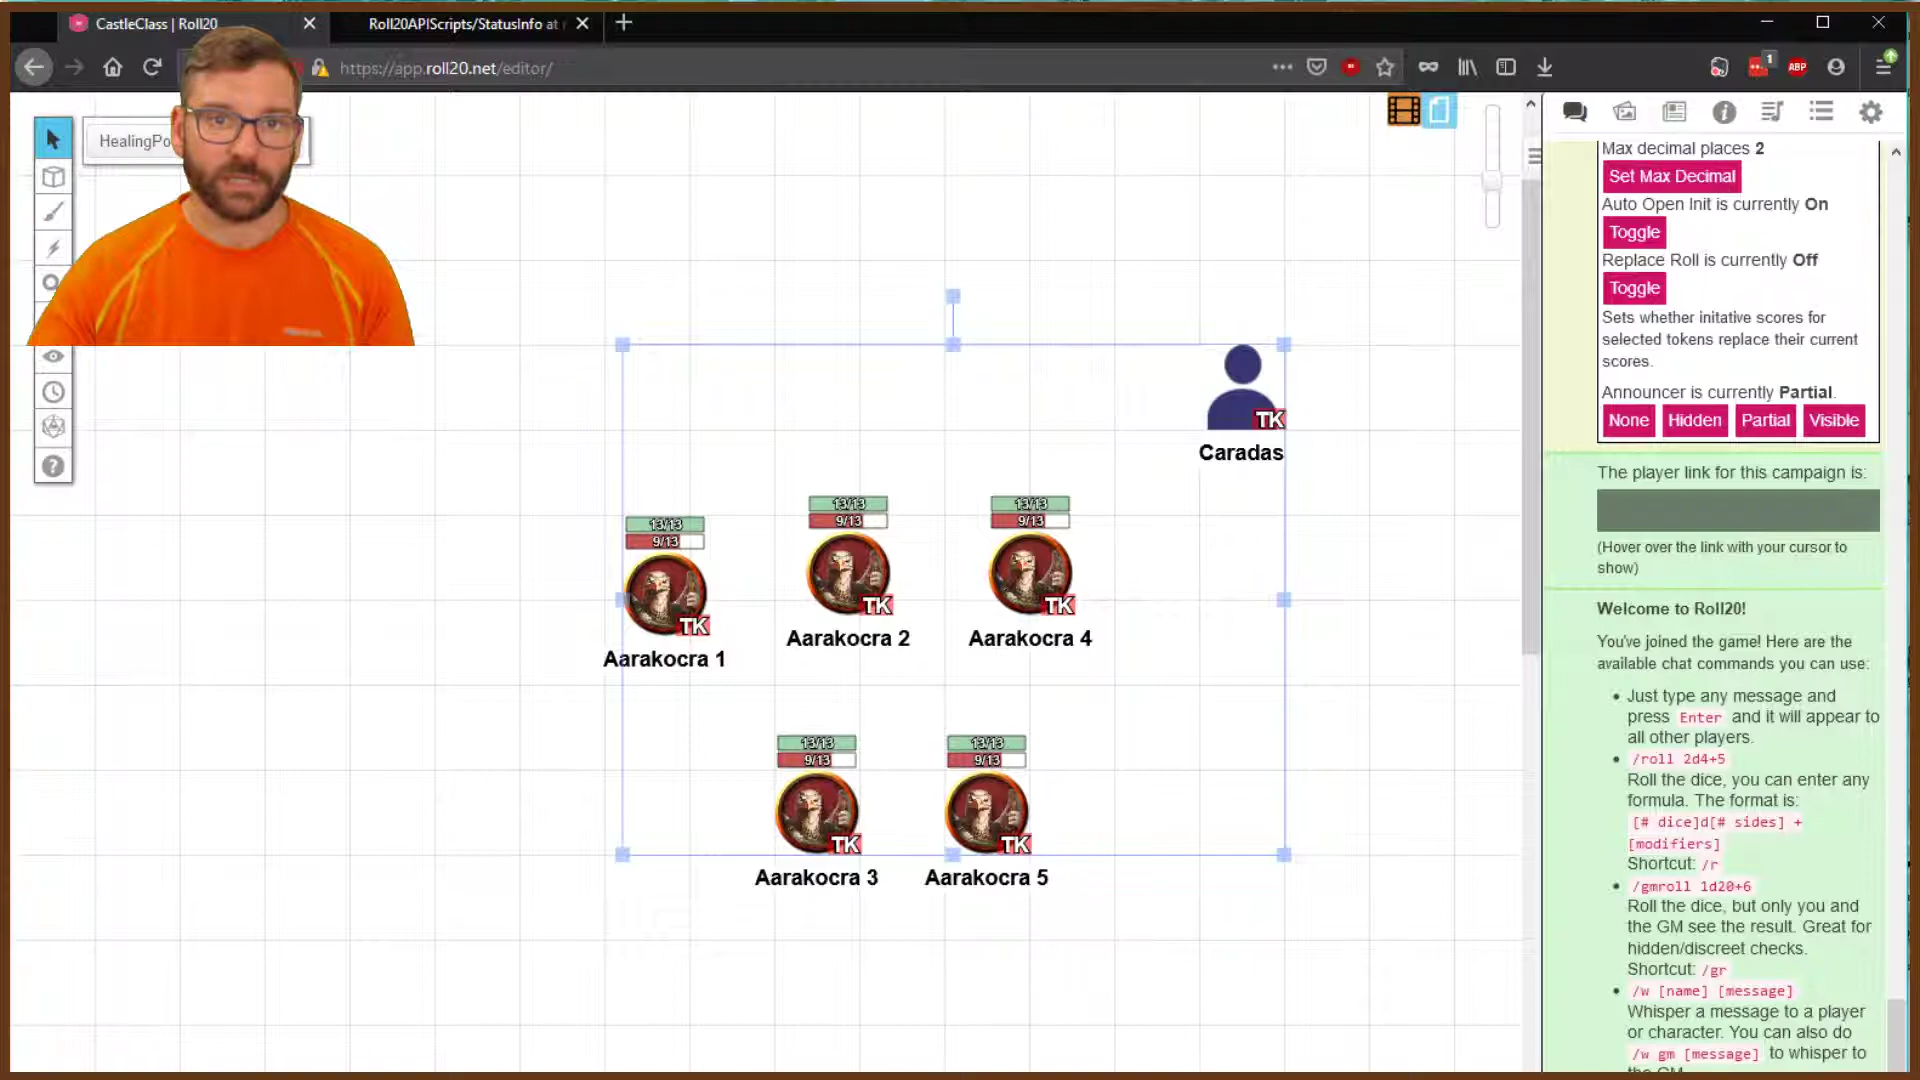 CastleClass | Roll20
Roll20APIScripts/StatusInfo at
https://app.roll20.net/editor/
1
ABP
HealingPo
Max decimal places 2
Set Max Decimal
Auto Open Init is currently On
Toggle
Replace Roll is currently Off
Toggle
Sets whether initative scores for
selected tokens replace their current
scores.
Announcer is currently Partial.
None Hidden Partial Visible
The player link for this campaign is:
(Hover over the link with your cursor to
show)
Welcome to Roll20!
You've joined the game! Here are the
available chat commands you can use:
Just type any message and
press Enter and it will appear to
all other players.
/roll 2d4+5
Roll the dice, you can enter any
formula. The format is:
[# dice]d[# sides] +
[modifiers]
Shortcut: /r
/gmroll 1d20+6
Roll the dice, but only you and
the GM see the result. Great for
hidden/discreet checks.
Shortcut: /gr
/w [name] [message]
Whisper a message to a player
or character. You can also do
/w gm [message] to whisper to
TK
Caradas
13/13
9/13
TK
Aarakocra 1
13/13
9/13
TK
Aarakocra 2
13/13
9/13
TK
Aarakocra 4
13/13
9/13
TK
Aarakocra 3
13/13
9/13
TK
Aarakocra 5